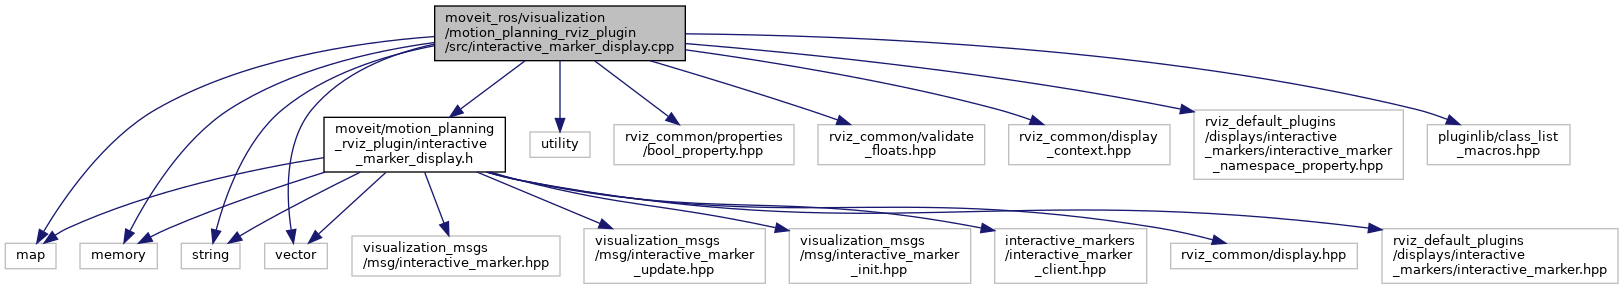 moveit_ros/visualization
/motion_planning_rviz_plugin
/src/interactive_marker_display.cpp
moveit/motion_planning
_rviz_plugin/interactive
_marker_display.h
utility
rviz_common/properties
/bool_property.hpp
rviz_common/validate
_floats.hpp
rviz_common/display
_context.hpp
rviz_default_plugins
/displays/interactive
_markers/interactive_marker
_namespace_property.hpp
pluginlib/class_list
_macros.hpp
map
memory
string
vector
visualization_msgs
/msg/interactive_marker.hpp
visualization_msgs
/msg/interactive_marker
_update.hpp
visualization_msgs
/msg/interactive_marker
_init.hpp
interactive_markers
/interactive_marker
_client.hpp
rviz_common/display.hpp
rviz_default_plugins
/displays/interactive
_markers/interactive_marker.hpp